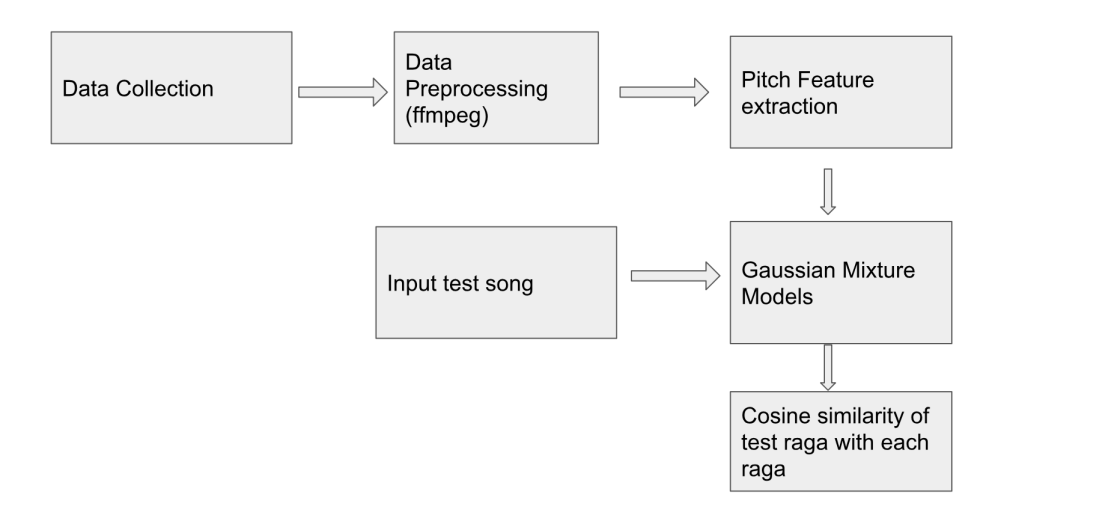 Data Collection
Data
Preprocessing
(ffmpeg)
Pitch Feature
extraction
Input test song
Gaussian Mixture
Models
Cosine similarity of
test raga with each
raga